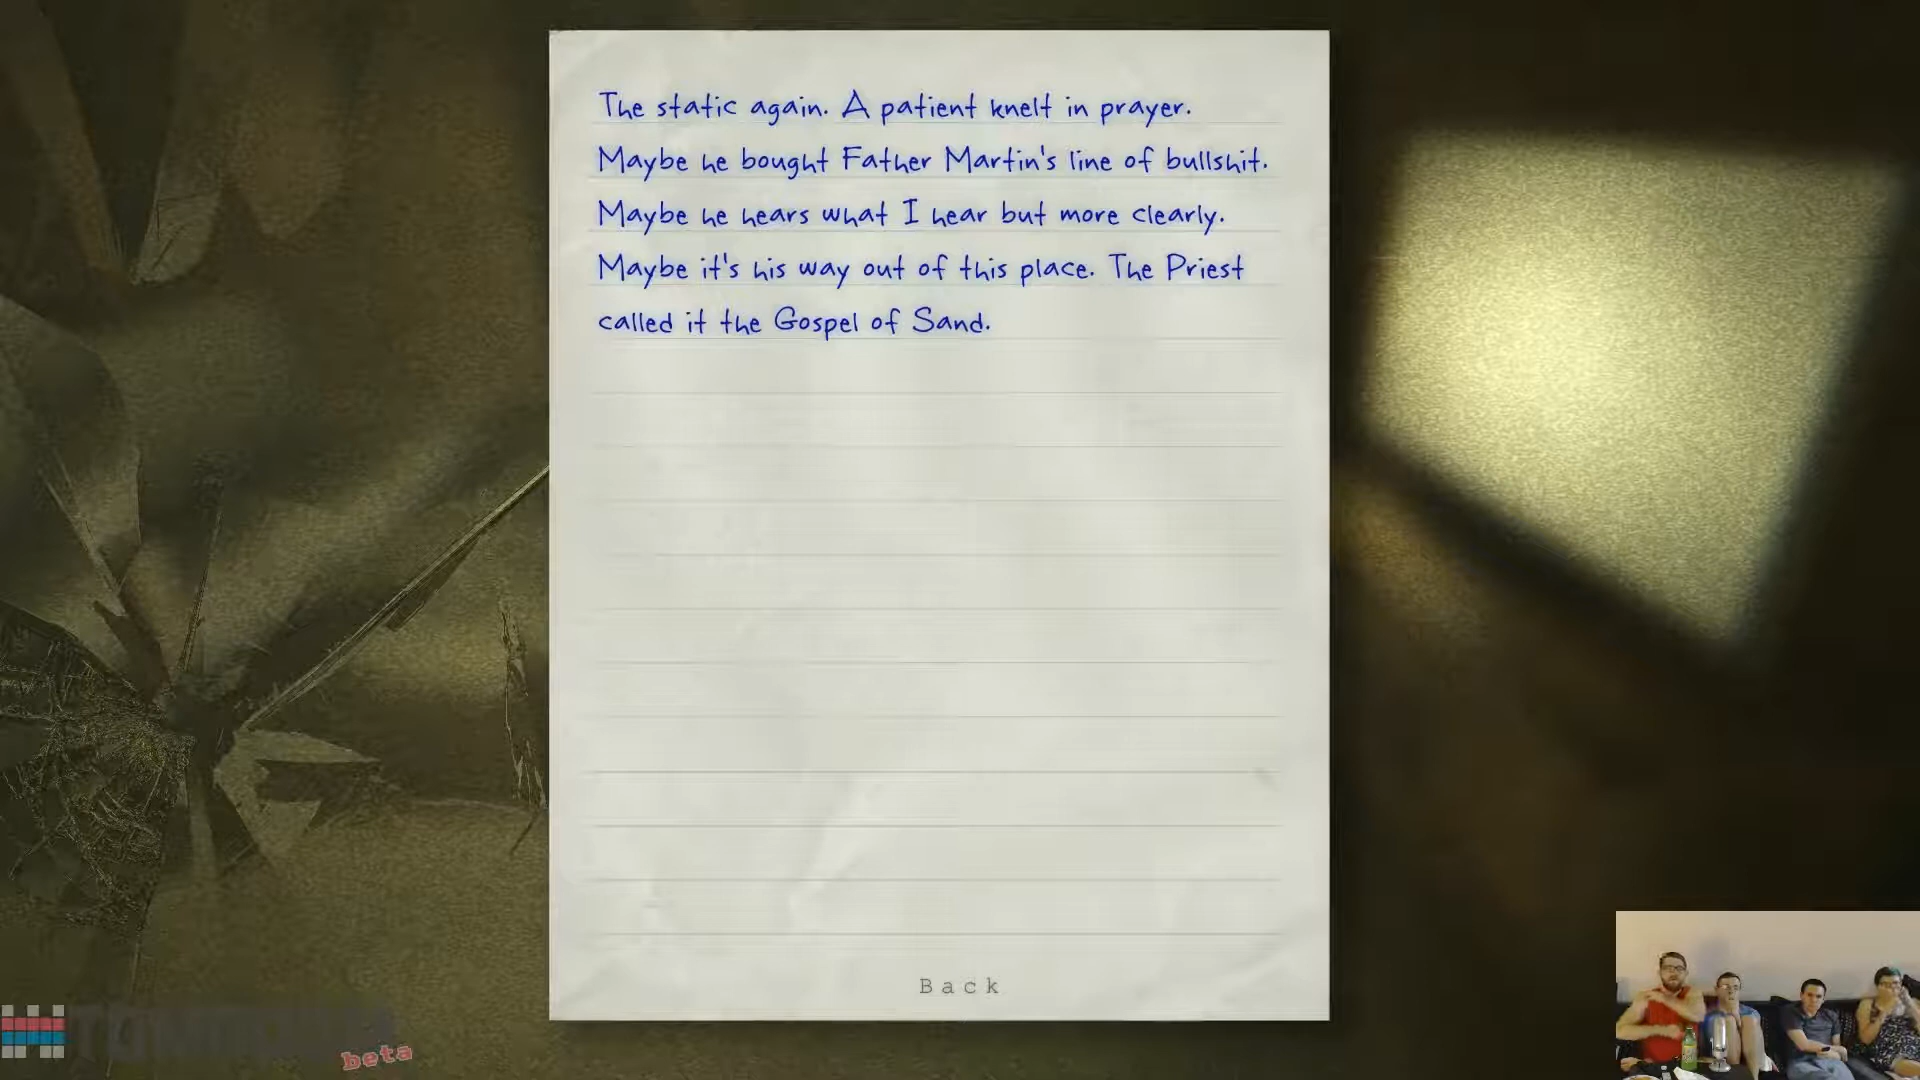 The static again. A patient knelt in prayer.
Maybe he bought Father Martin's line of bullshit.
Maybe he hears what I hear but more clearly.
Maybe it's his way out of this place. The Priest
called it the Gospel of Sand.
Back
beta